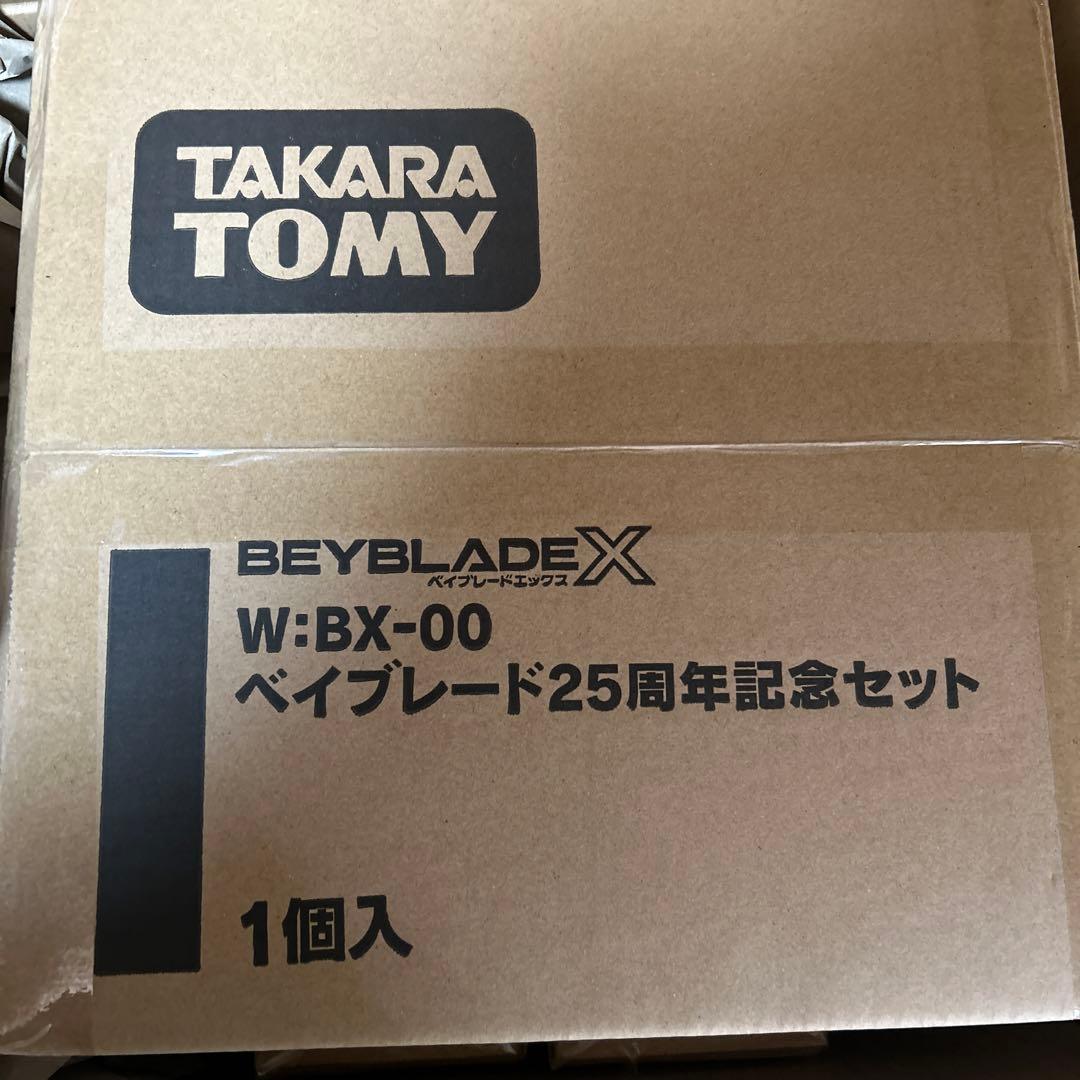 TAKARA
TOMY
BEYBLADE X
ベイブレードエックス
W:BX-00
ベイブレード25周年記念セット
1個入